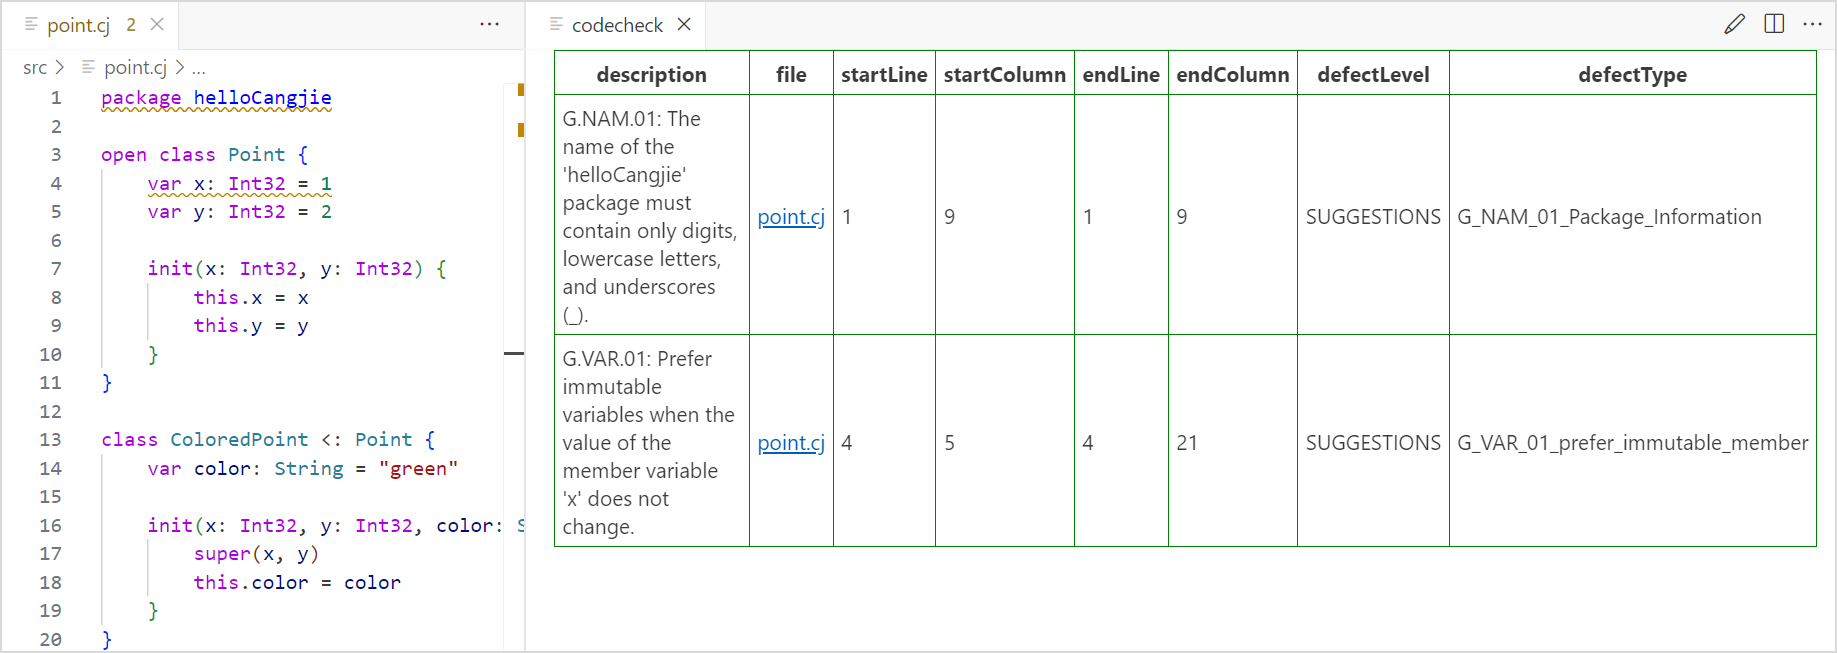 point.cj 2
codecheck
src > point.cj > ...
1 package helloCangjie
2
3 open class Point {
4 var x: Int32 = 1
5 var y: Int32 = 2
6
7 init(x: Int32, y: Int32) {
8 this.x = x
9 this.y = y
10 }
11 }
12
13 class ColoredPoint <: Point {
14 var color: String = "green"
15
16 init(x: Int32, y: Int32, color: S
17 super(x, y)
18 this.color = color
19 }
20 }
description file startLine startColumn endLine endColumn defectLevel defectType
G.NAM.01: The
name of the
'helloCangjie'
package must
contain only digits,
lowercase letters,
and underscores
(_).
point.cj 1 9 1 9 SUGGESTIONS G_NAM_01_Package_Information
G.VAR.01: Prefer
immutable
variables when the
value of the
member variable
'x' does not
change.
point.cj 4 5 4 21 SUGGESTIONS G_VAR_01_prefer_immutable_member